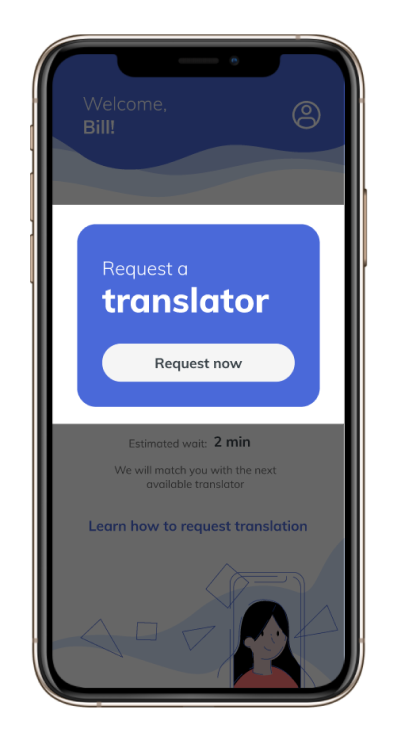 Welcome,
Bill!
Request a
translator
Request now
Estimated wait: 2 min
We will match you with the next
available translator
Learn how to request translation